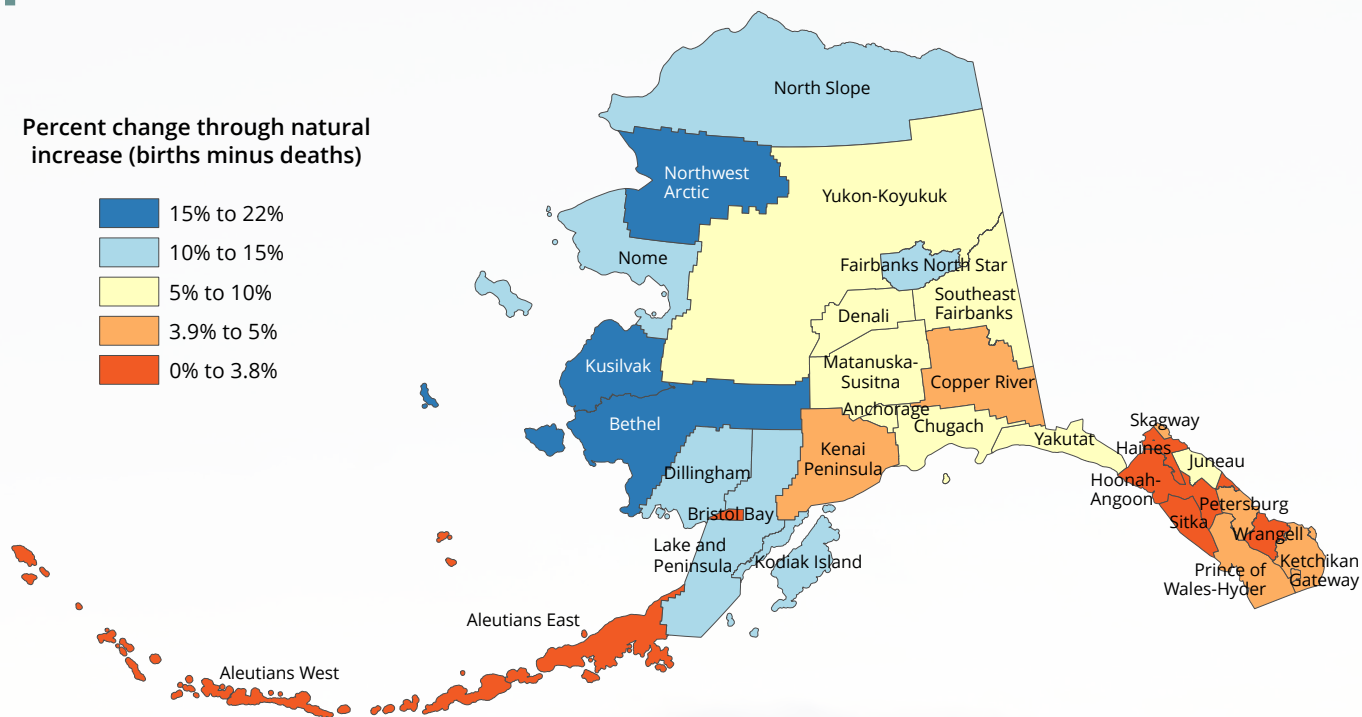 Percent change through natural
increase (births minus deaths)
15% to 22%
10% to 15%
5% to 10%
3.9% to 5%
0% to 3.8%
North Slope
Northwest
Arctic
Yukon-Koyukuk
Nome
Fairbanks North Star
Southeast
Fairbanks
Denali
Kusilvak
Matanuska-
Susitna
Copper River
Anchorage
Bethel
Chugach
Yakutat
Kenai
Peninsula
Dillingham
Bristol Bay
Lake and
Peninsula
Kodiak Island
Aleutians East
Aleutians West
Skagway
Haines
Juneau
Hoonah-
Angoon
Petersburg
Sitka
Wrangell
Prince of
Wales-Hyder
Ketchikan
Gateway